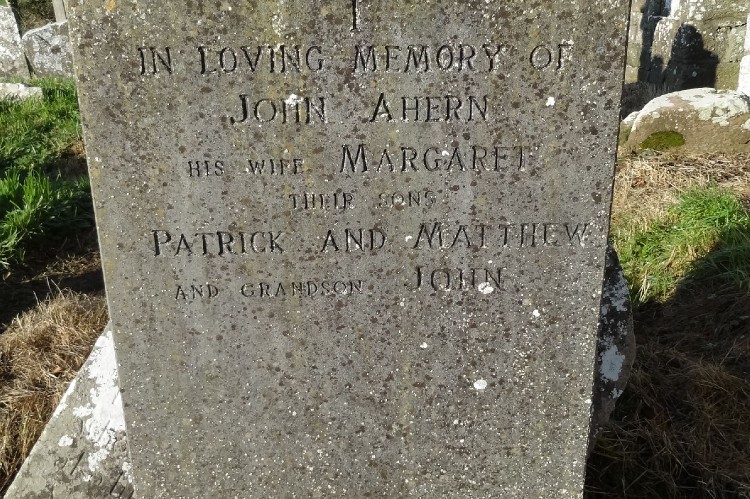 IN LOVING MEMORY OF
JOHN AHERN
HIS WIFE MARGARET
THEIR SONS
PATRICK AND MATTHEW
AND GRANDSON JOHN